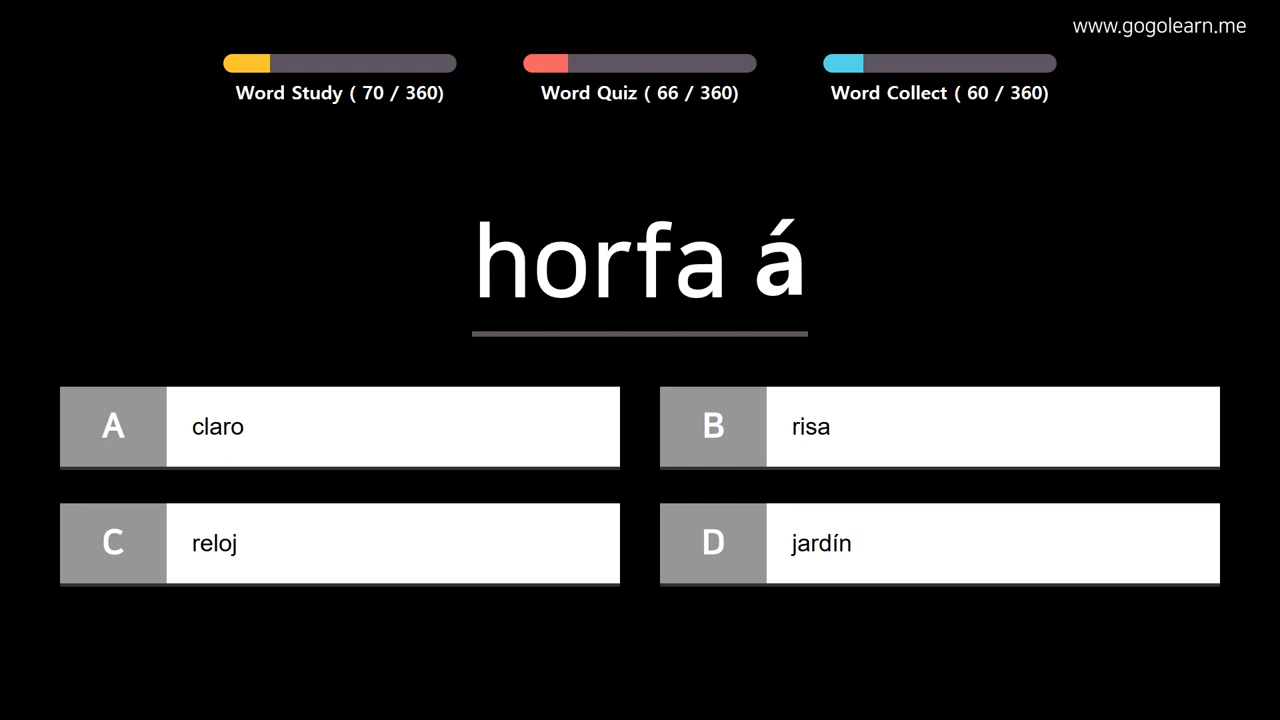 www.gogolearn.me
Word Study ( 70 / 360)
Word Quiz ( 66 / 360)
Word Collect ( 60 / 360)
horfa á
A claro
B risa
C reloj
D jardín